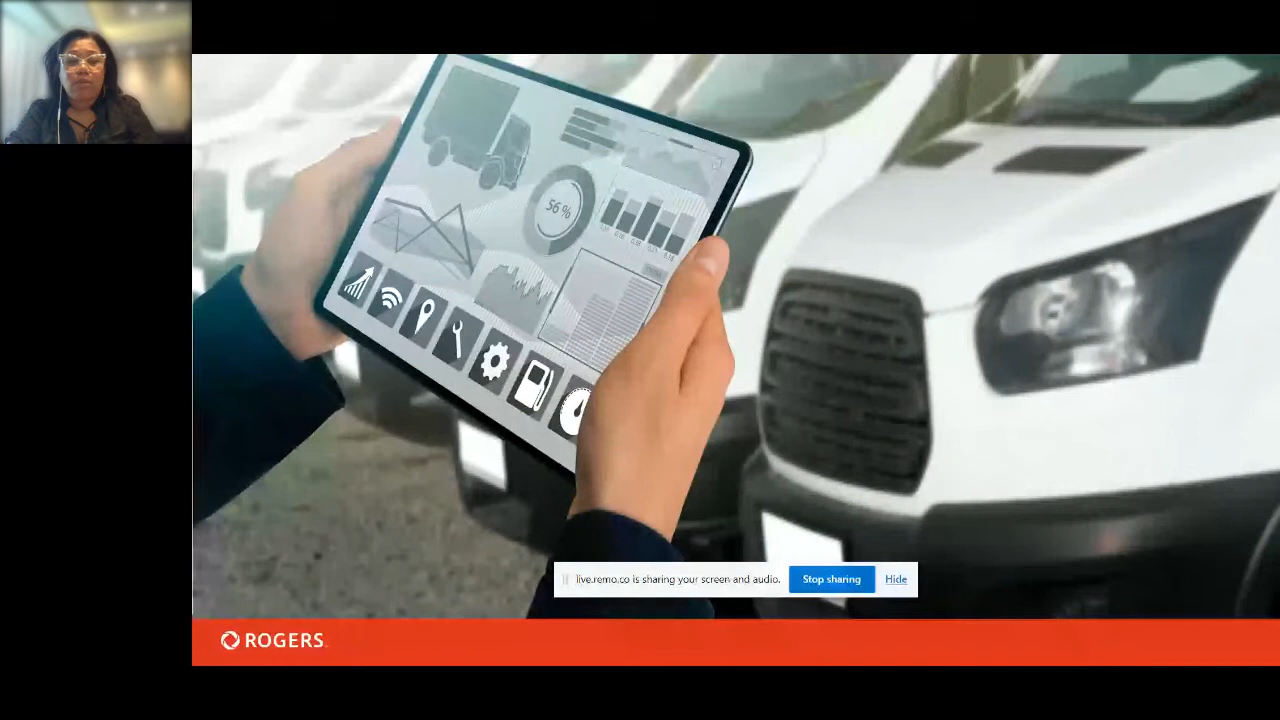 56%
live.remo.co is sharing your screen and audio.
Stop sharing
Hide
ROGERS